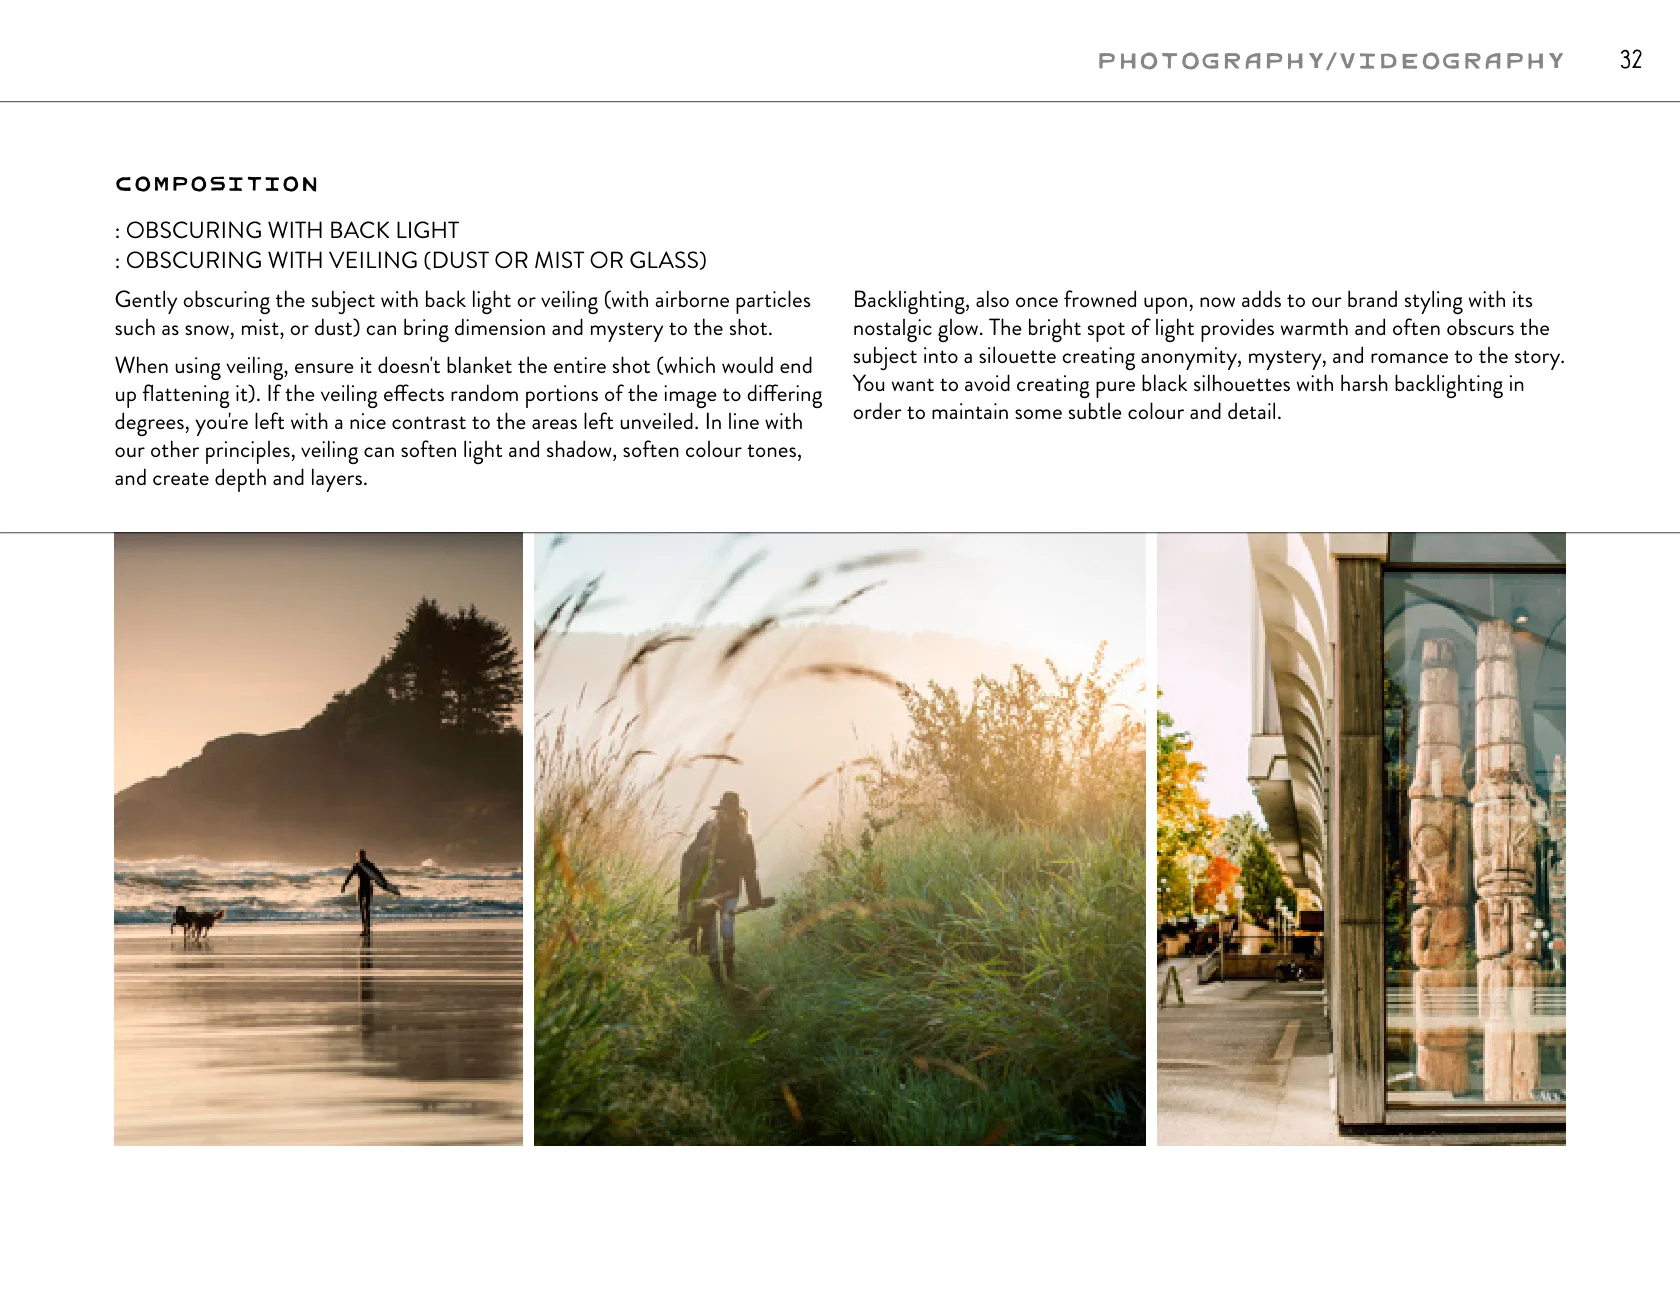 PHOTOGRAPHY/VIDEOGRAPHY 32
COMPOSITION
: OBSCURING WITH BACK LIGHT
: OBSCURING WITH VEILING (DUST OR MIST OR GLASS)
Gently obscuring the subject with back light or veiling (with airborne particles
such as snow, mist, or dust) can bring dimension and mystery to the shot.
When using veiling, ensure it doesn't blanket the entire shot (which would end
up flattening it). If the veiling effects random portions of the image to differing
degrees, you're left with a nice contrast to the areas left unveiled. In line with
our other principles, veiling can soften light and shadow, soften colour tones,
and create depth and layers.
Backlighting, also once frowned upon, now adds to our brand styling with its
nostalgic glow. The bright spot of light provides warmth and often obscurs the
subject into a silouette creating anonymity, mystery, and romance to the story.
You want to avoid creating pure black silhouettes with harsh backlighting in
order to maintain some subtle colour and detail.